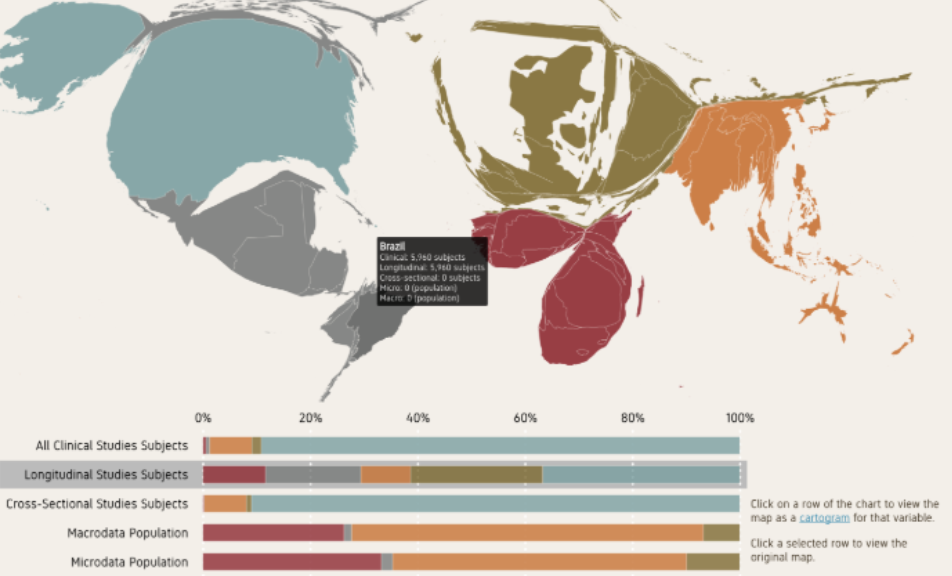 Brazil
Clinical: 5,960 subjects
Longitudinal: 5,960 subjects
Cross-sectional: 0 subjects
Micro: 0 (population)
Macro: 0 (population)
0% 20% 40% 60% 80% 100%
All Clinical Studies Subjects
Longitudinal Studies Subjects
Cross-Sectional Studies Subjects
Macrodata Population
Microdata Population
Click on a row of the chart to view the
map as a cartogram for that variable.
Click a selected row to view the
original map.